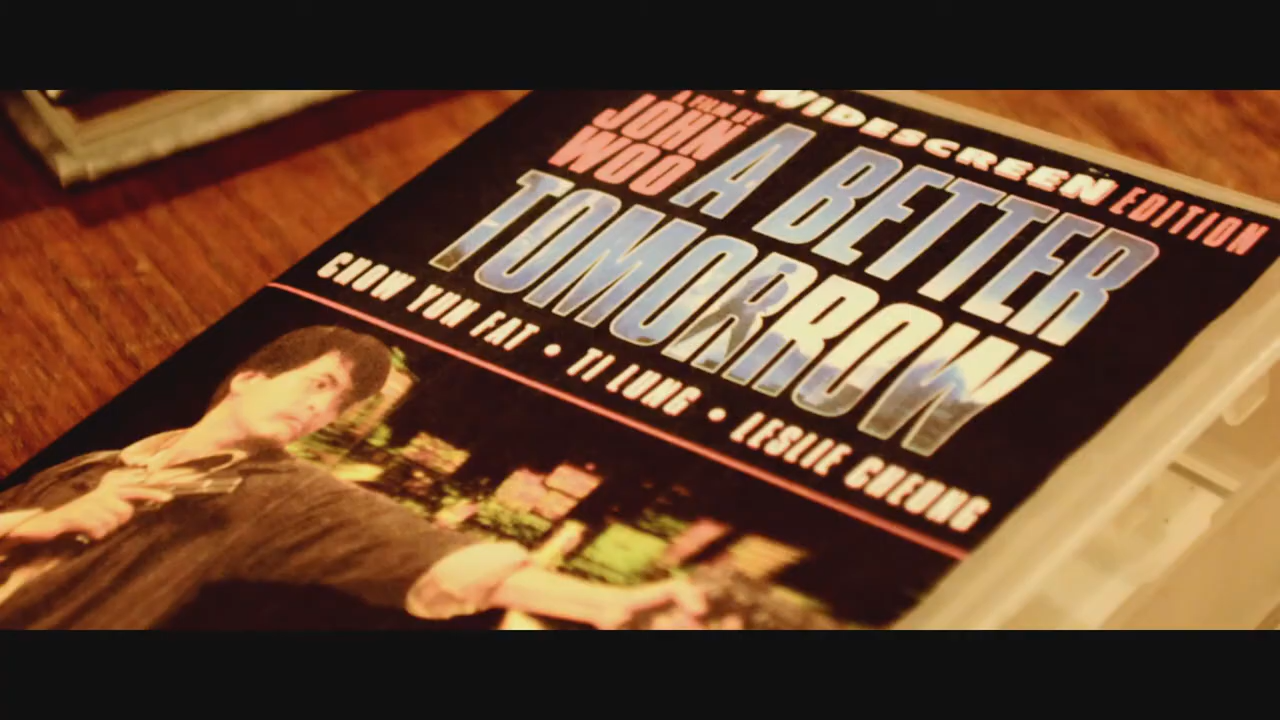 WIDESCREEN EDITION
A FILM BY
JOHN
WOO
A BETTER
TOMORROW
CHOW YUN FAT • TI LUNG • LESLIE CHEUNG